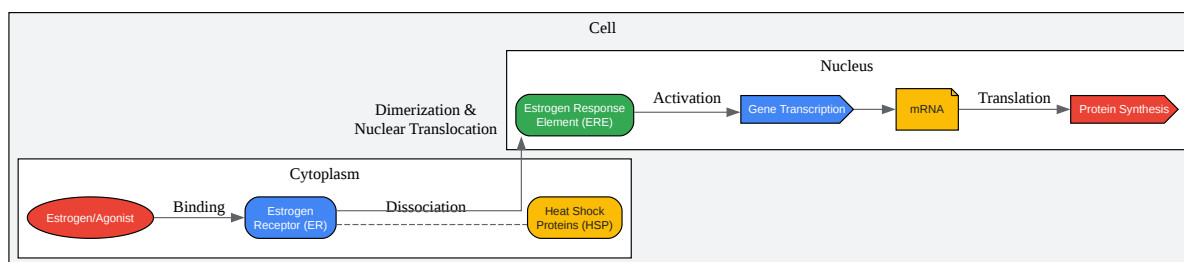 Cell
Nucleus
Dimerization &
Nuclear Translocation
Estrogen Response
Element (ERE)
Activation
Gene Transcription
mRNA
Translation
Protein Synthesis
Cytoplasm
Estrogen/Agonist
Binding
Estrogen
Receptor (ER)
Dissociation
Heat Shock
Proteins (HSP)